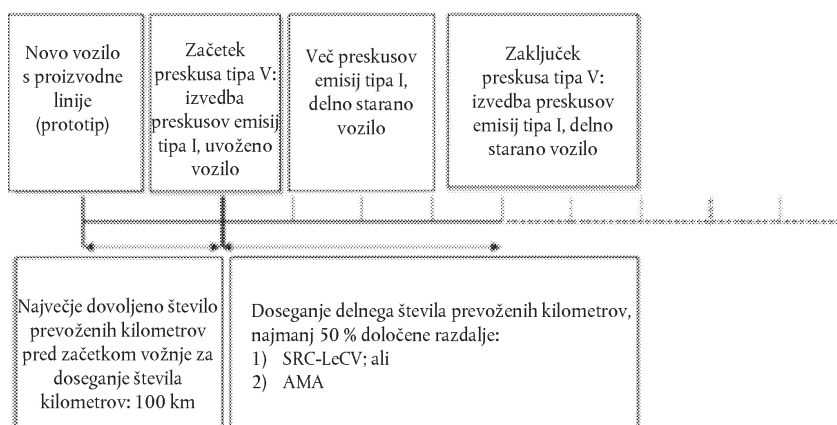 Novo vozilo
s proizvodne
linije
(prototip)
Začetek
preskusa tipa V:
izvedba
preskusov emisij
tipa I, uvoženo
vozilo
Več preskusov
emisij tipa I,
delno starano
vozilo
Zaključek
preskusa tipa V:
izvedba preskusov
emisij tipa I, delno
starano vozilo
Največje dovoljeno število
prevoženih kilometrov
pred začetkom vožnje za
doseganje števila
kilometrov: 100 km
Doseganje delnega števila prevoženih kilometrov,
najmanj 50 % določene razdalje:
1) SRC-LeCV; ali
2) AMA